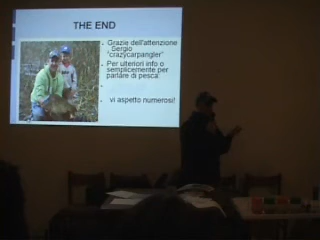 THE END
Grazie dell'attenzione
Sergio
"crazycarpangler"
Per ulteriori info o
semplicemente per
parlare di pesca.
vi aspetto numerosi!